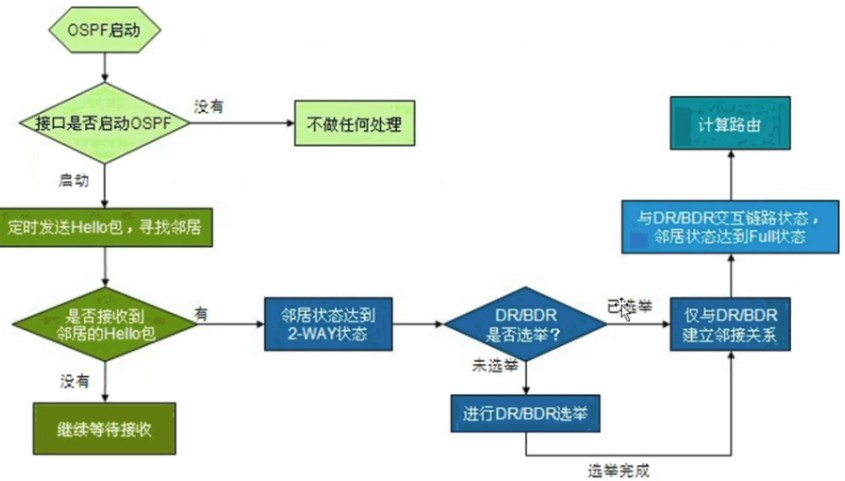 OSPF启动
接口是否启动OSPF
没有
不做任何处理
启动
定时发送Hello包，寻找邻居
是否接收到
邻居的Hello包
有
没有
继续等待接收
邻居状态达到
2-WAY状态
DR/BDR
是否选举？
已选举
未选举
进行DR/BDR选举
选举完成
仅与DR/BDR
建立邻接关系
与DR/BDR交互链路状态，
邻居状态达到Full状态
计算路由